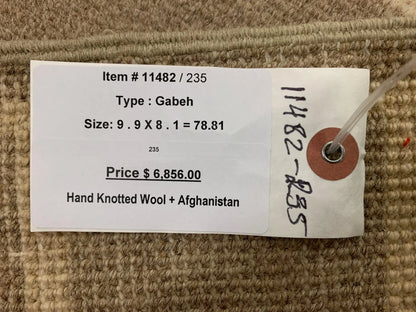 Item # 11482 / 235
Type : Gabeh
Size: 9 . 9 X 8 . 1 = 78.81
235
Price $ 6,856.00
Hand Knotted Wool + Afghanistan
11482-235